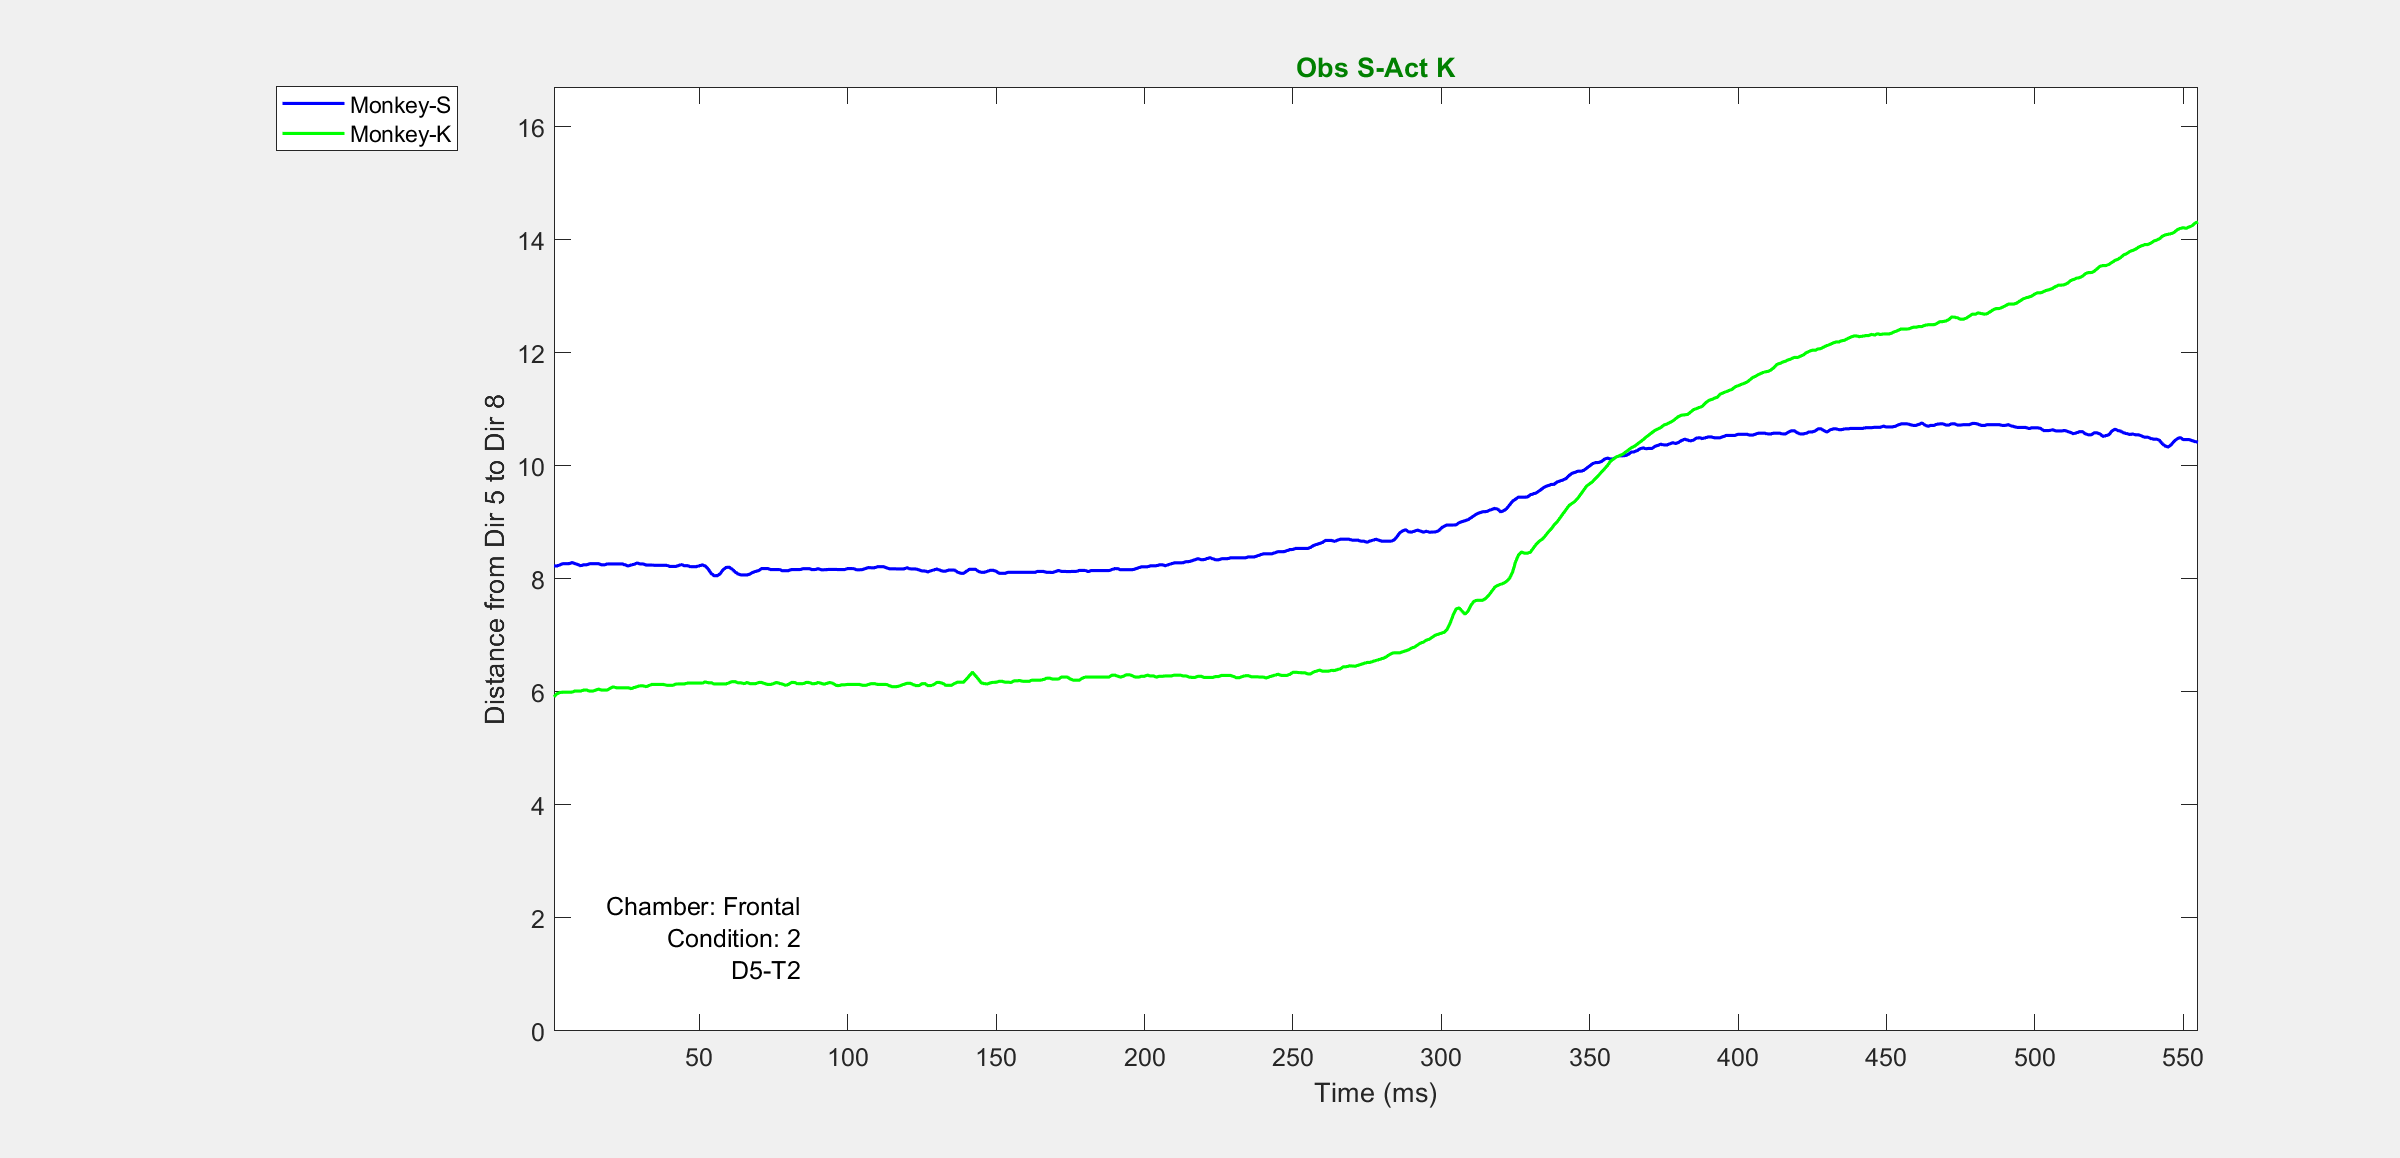 Obs S-Act K
Monkey-S
Monkey-K
16
14
12
10
8
6
4
2
0
Distance from Dir 5 to Dir 8
Chamber: Frontal
Condition: 2
D5-T2
50 100 150 200 250 300 350 400 450 500 550
Time (ms)